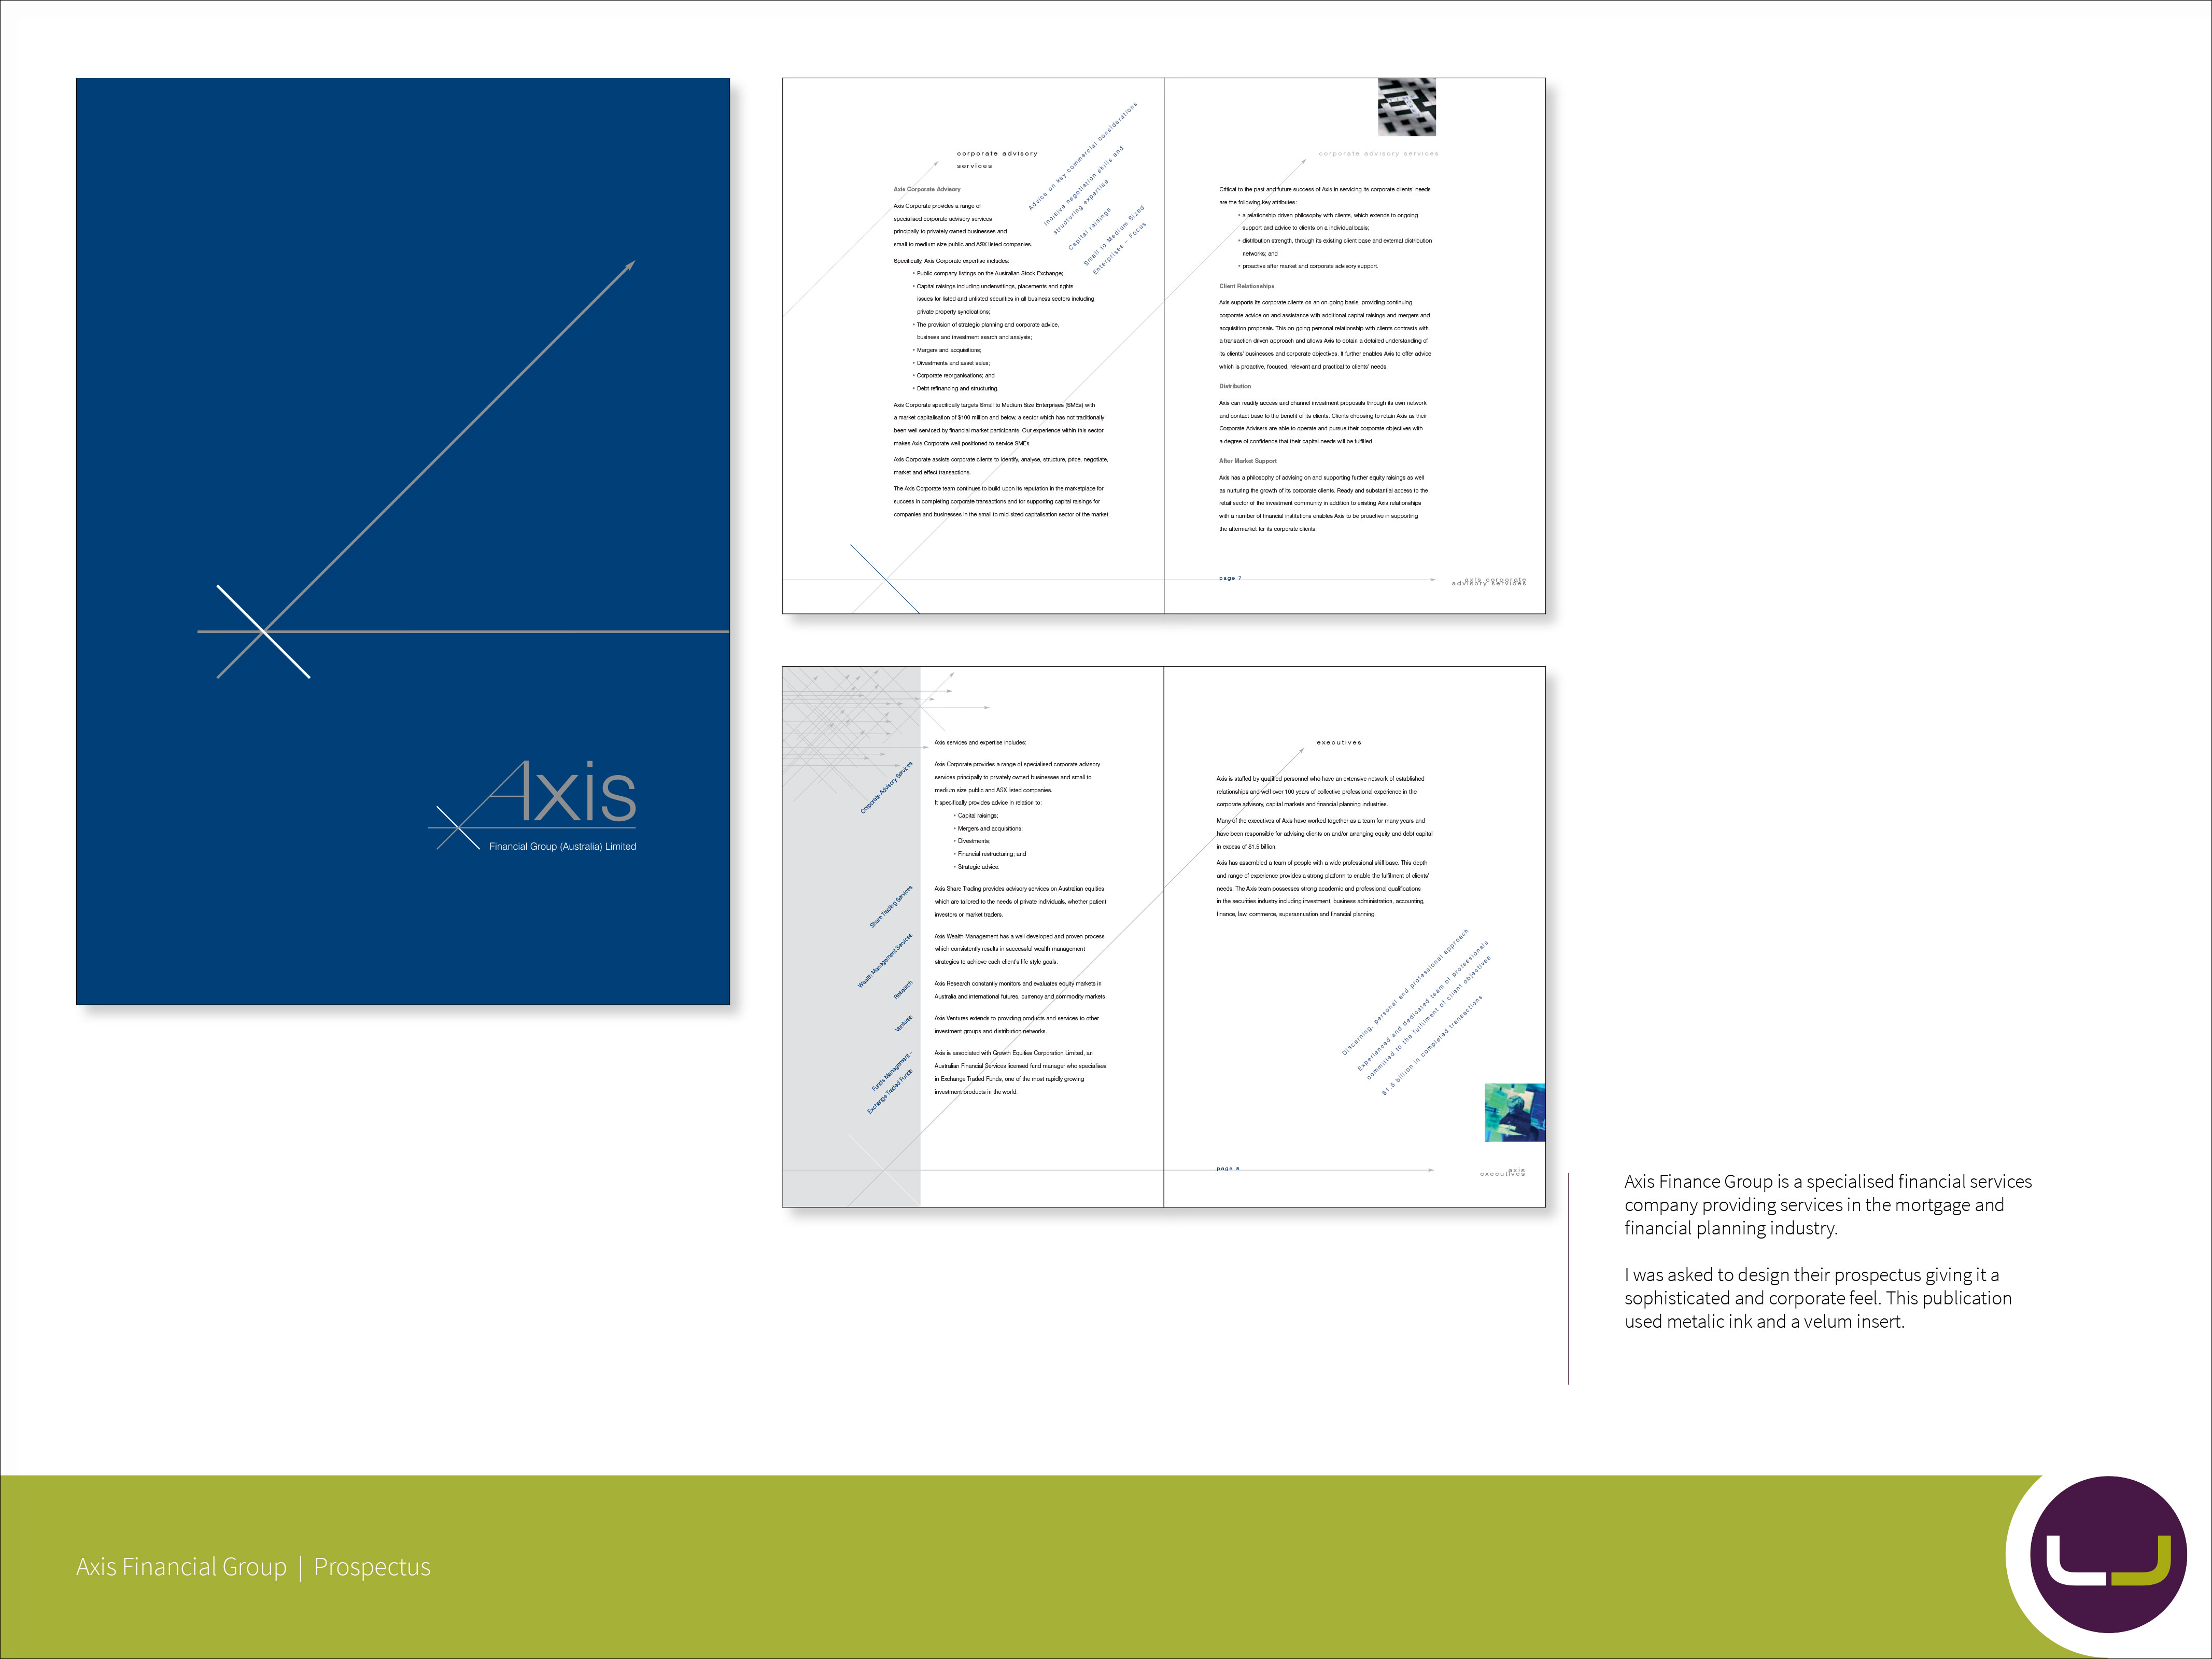 Axis
Financial Group (Australia) Limited
corporate advisory
services
Advice on key commercial considerations
Incisive negotiation skills and
structuring expertise
Capital raisings
Small to Medium Sized
Enterprises – Focus
Axis Corporate Advisory
Axis Corporate provides a range of
specialised corporate advisory services
principally to privately owned businesses and
small to medium size public and ASX listed companies.
Specifically, Axis Corporate expertise includes:
• Public company listings on the Australian Stock Exchange;
• Capital raisings including underwritings, placements and rights
issues for listed and unlisted securities in all business sectors including
private property syndications;
• The provision of strategic planning and corporate advice,
business and investment search and analysis;
• Mergers and acquisitions;
• Divestments and asset sales;
• Corporate reorganisations; and
• Debt refinancing and structuring.
Axis Corporate specifically targets Small to Medium Size Enterprises (SMEs) with
a market capitalisation of $100 million and below, a sector which has not traditionally
been well serviced by financial market participants. Our experience within this sector
makes Axis Corporate well positioned to service SMEs.
Axis Corporate assists corporate clients to identify, analyse, structure, price, negotiate,
market and effect transactions.
The Axis Corporate team continues to build upon its reputation in the marketplace for
success in completing corporate transactions and for supporting capital raisings for
companies and businesses in the small to mid-sized capitalisation sector of the market.
corporate advisory services
Critical to the past and future success of Axis in servicing its corporate clients' needs
are the following key attributes:
• a relationship driven philosophy with clients, which extends to ongoing
support and advice to clients on a individual basis;
• distribution strength, through its existing client base and external distribution
networks; and
• proactive after market and corporate advisory support.
Client Relationships
Axis supports its corporate clients on an on-going basis, providing continuing
corporate advice on and assistance with additional capital raisings and mergers and
acquisition proposals. This on-going personal relationship with clients contrasts with
a transaction driven approach and allows Axis to obtain a detailed understanding of
its clients' businesses and corporate objectives. It further enables Axis to offer advice
which is proactive, focused, relevant and practical to clients' needs.
Distribution
Axis can readily access and channel investment proposals through its own network
and contact base to the benefit of its clients. Clients choosing to retain Axis as their
Corporate Advisers are able to operate and pursue their corporate objectives with
a degree of confidence that their capital needs will be fulfilled.
After Market Support
Axis has a philosophy of advising on and supporting further equity raisings as well
as nurturing the growth of its corporate clients. Ready and substantial access to the
retail sector of the investment community in addition to existing Axis relationships
with a number of financial institutions enables Axis to be proactive in supporting
the aftermarket for its corporate clients.
page 7
axis corporate
advisory services
Axis services and expertise includes:
Corporate Advisory Services
Axis Corporate provides a range of specialised corporate advisory
services principally to privately owned businesses and small to
medium size public and ASX listed companies.
It specifically provides advice in relation to:
• Capital raisings;
• Mergers and acquisitions;
• Divestments;
• Financial restructuring; and
• Strategic advice.
Share Trading Services
Axis Share Trading provides advisory services on Australian equities
which are tailored to the needs of private individuals, whether patient
investors or market traders.
Wealth Management Services
Axis Wealth Management has a well developed and proven process
which consistently results in successful wealth management
strategies to achieve each client's life style goals.
Research
Axis Research constantly monitors and evaluates equity markets in
Australia and international futures, currency and commodity markets.
Ventures
Axis Ventures extends to providing products and services to other
investment groups and distribution networks.
Funds Management –
Exchange Traded Funds
Axis is associated with Growth Equities Corporation Limited, an
Australian Financial Services licensed fund manager who specialises
in Exchange Traded Funds, one of the most rapidly growing
investment products in the world.
executives
Axis is staffed by qualified personnel who have an extensive network of established
relationships and well over 100 years of collective professional experience in the
corporate advisory, capital markets and financial planning industries.
Many of the executives of Axis have worked together as a team for many years and
have been responsible for advising clients on and/or arranging equity and debt capital
in excess of $1.5 billion.
Axis has assembled a team of people with a wide professional skill base. This depth
and range of experience provides a strong platform to enable the fulfilment of clients'
needs. The Axis team possesses strong academic and professional qualifications
in the securities industry including investment, business administration, accounting,
finance, law, commerce, superannuation and financial planning.
Discerning, personal and professional approach
Experienced and dedicated team of professionals
committed to the fulfilment of client objectives
$1.5 billion in completed transactions
page
axis
executives
Axis Finance Group is a specialised financial services
company providing services in the mortgage and
financial planning industry.
I was asked to design their prospectus giving it a
sophisticated and corporate feel. This publication
used metalic ink and a velum insert.
Axis Financial Group | Prospectus